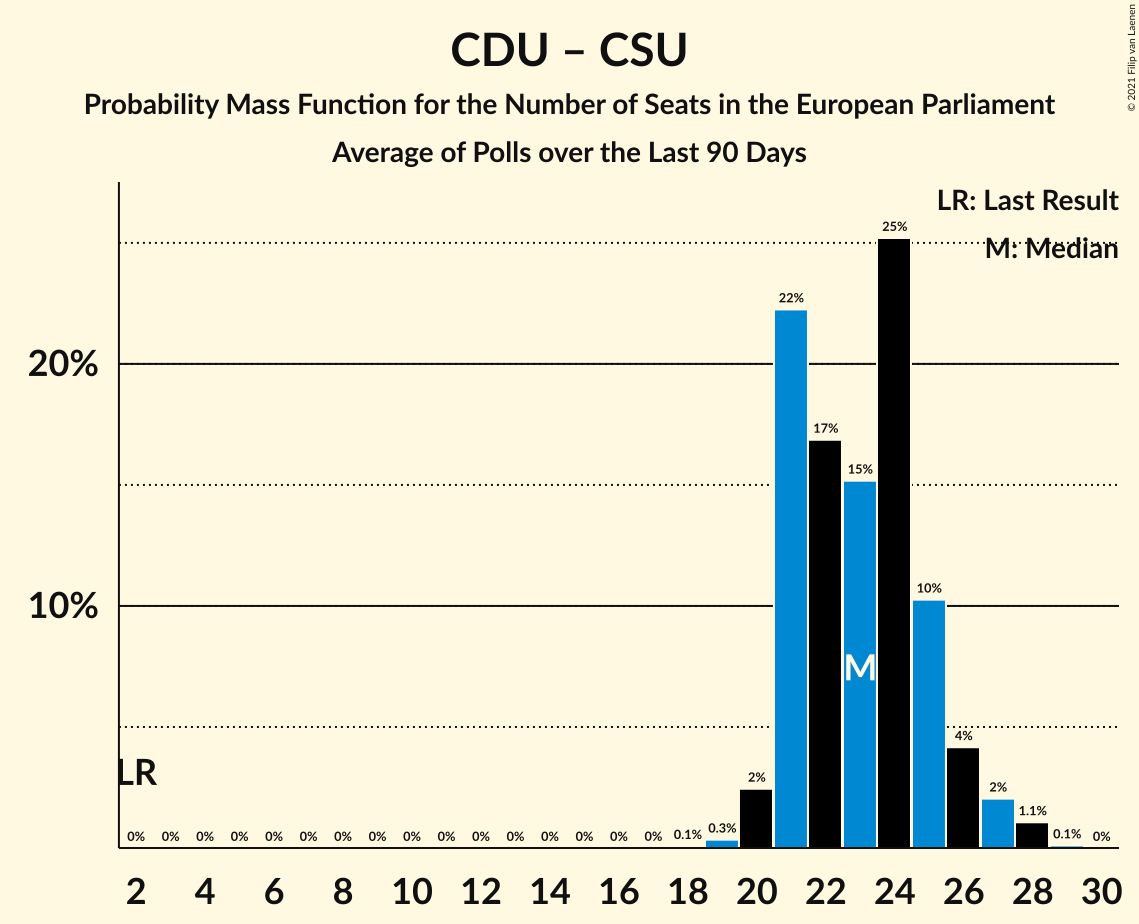 CDU – CSU
Probability Mass Function for the Number of Seats in the European Parliament
Average of Polls over the Last 90 Days
© 2021 Filip van Laenen
LR: Last Result
M: Median
20%
10%
LR
M
0% 0% 0% 0% 0% 0% 0% 0% 0% 0% 0% 0% 0% 0% 0% 0% 0.1% 0.3% 2% 22% 17% 15% 25% 10% 4% 2% 1.1% 0.1% 0%
2 4 6 8 10 12 14 16 18 20 22 24 26 28 30